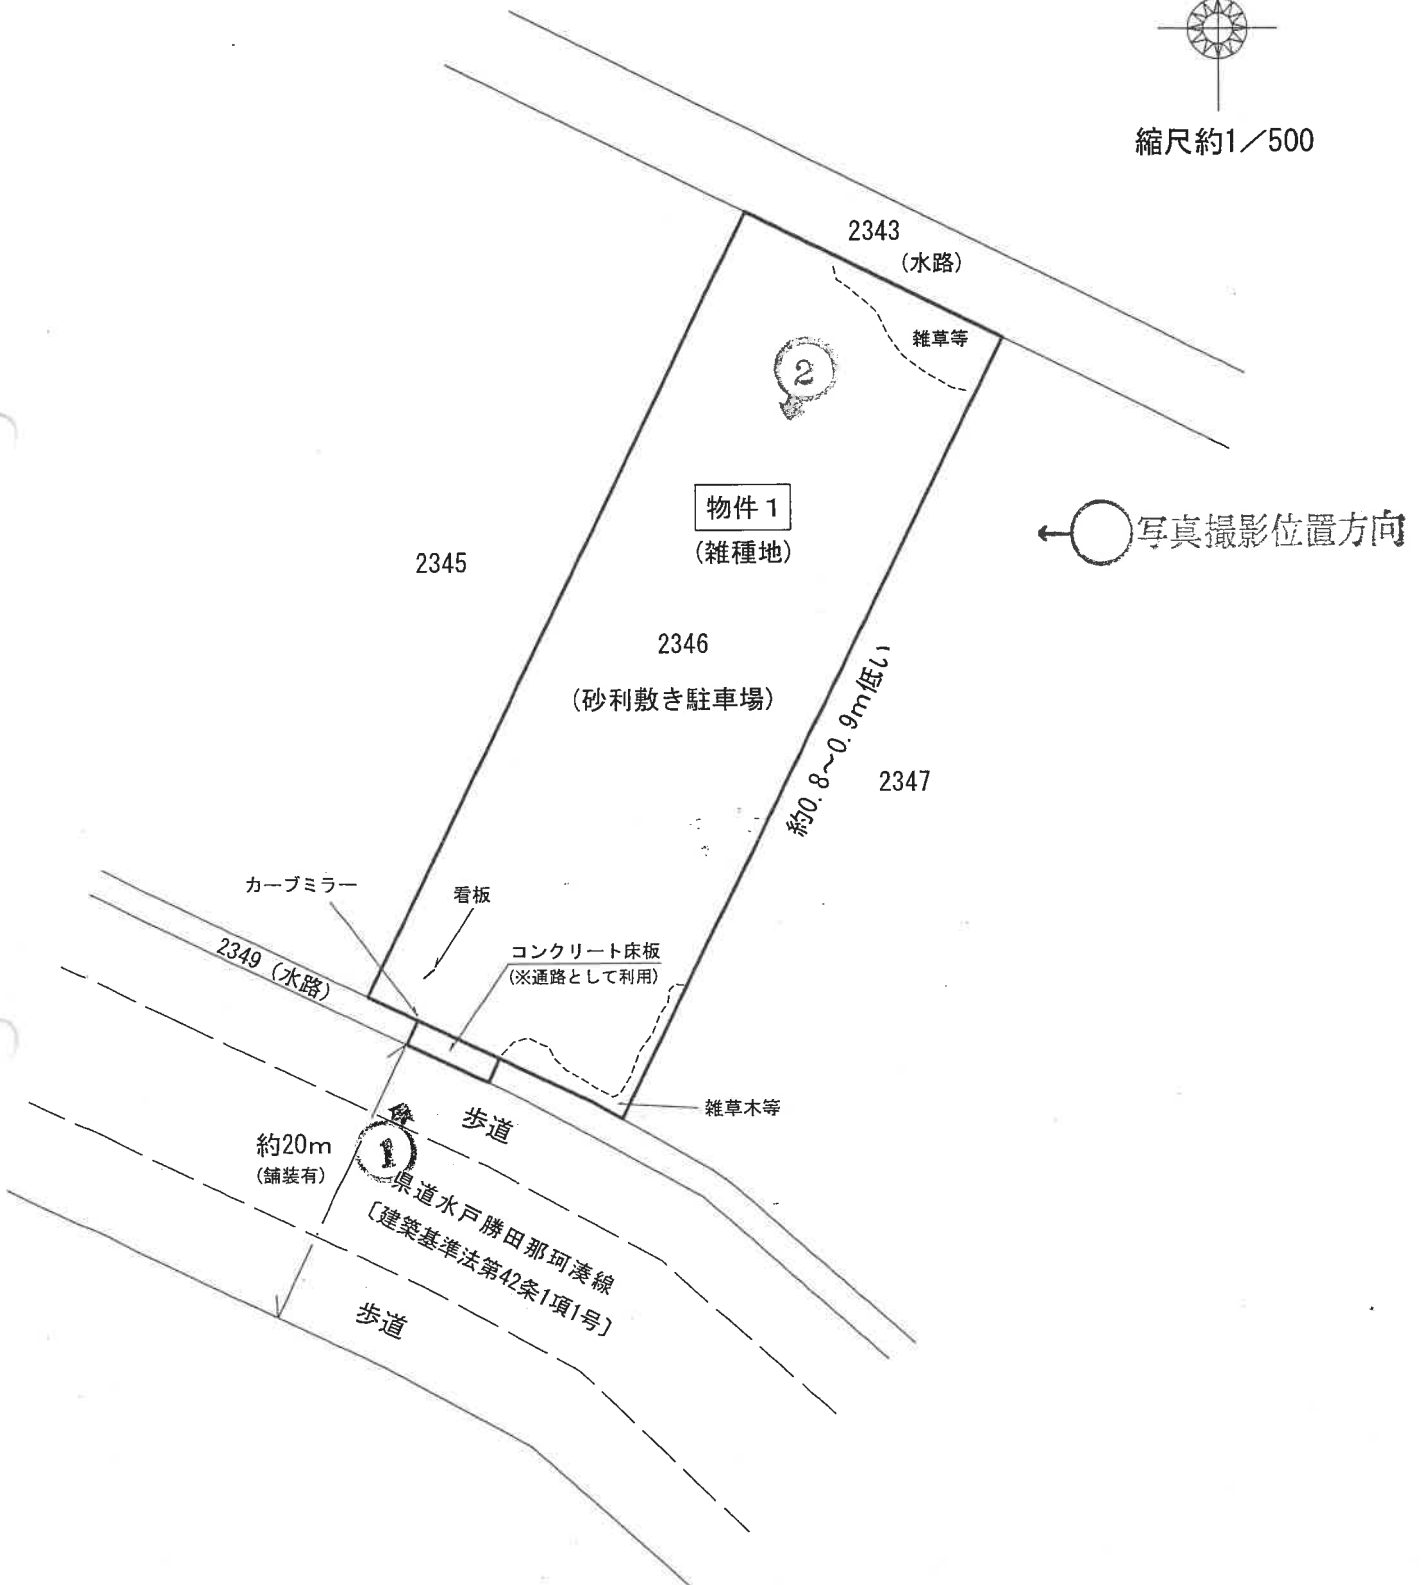 縮尺約1／500
2343
(水路)
雑草等
2
物件１
(雑種地)
←○写真撮影位置方向
2345
2346
(砂利敷き駐車場)
約0.8～0.9m低い
2347
カーブミラー
看板
コンクリート床板
(※通路として利用)
2349 (水路)
雑草木等
歩道
約20m
(舗装有)
1
県道水戸勝田那珂湊線
〔建築基準法第42条1項1号〕
歩道